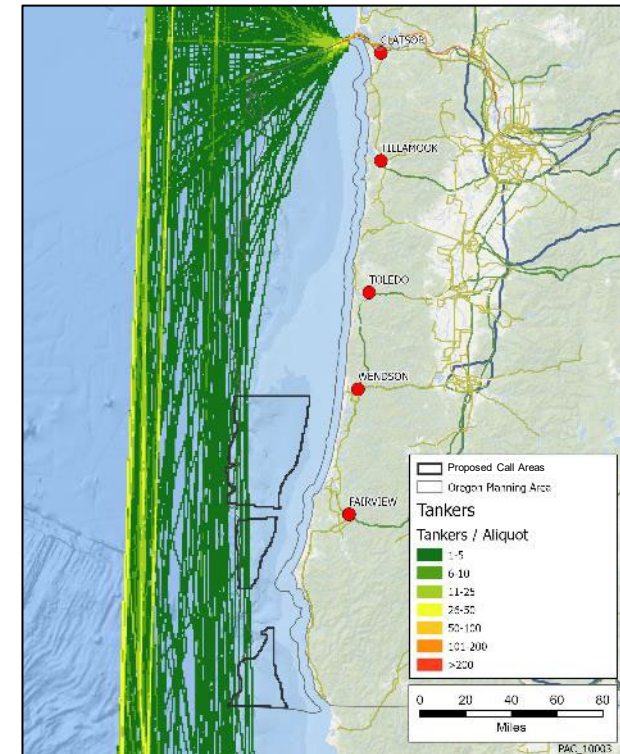 CLATSOP
TILLAMOOK
TOLEDO
WENDSON
FAIRVIEW
Proposed Call Areas
Oregon Planning Area
Tankers
Tankers / Aliquot
1-5
6-10
11-25
26-50
50-100
101-200
>200
0 20 40 60 80
Miles
PAC_10003